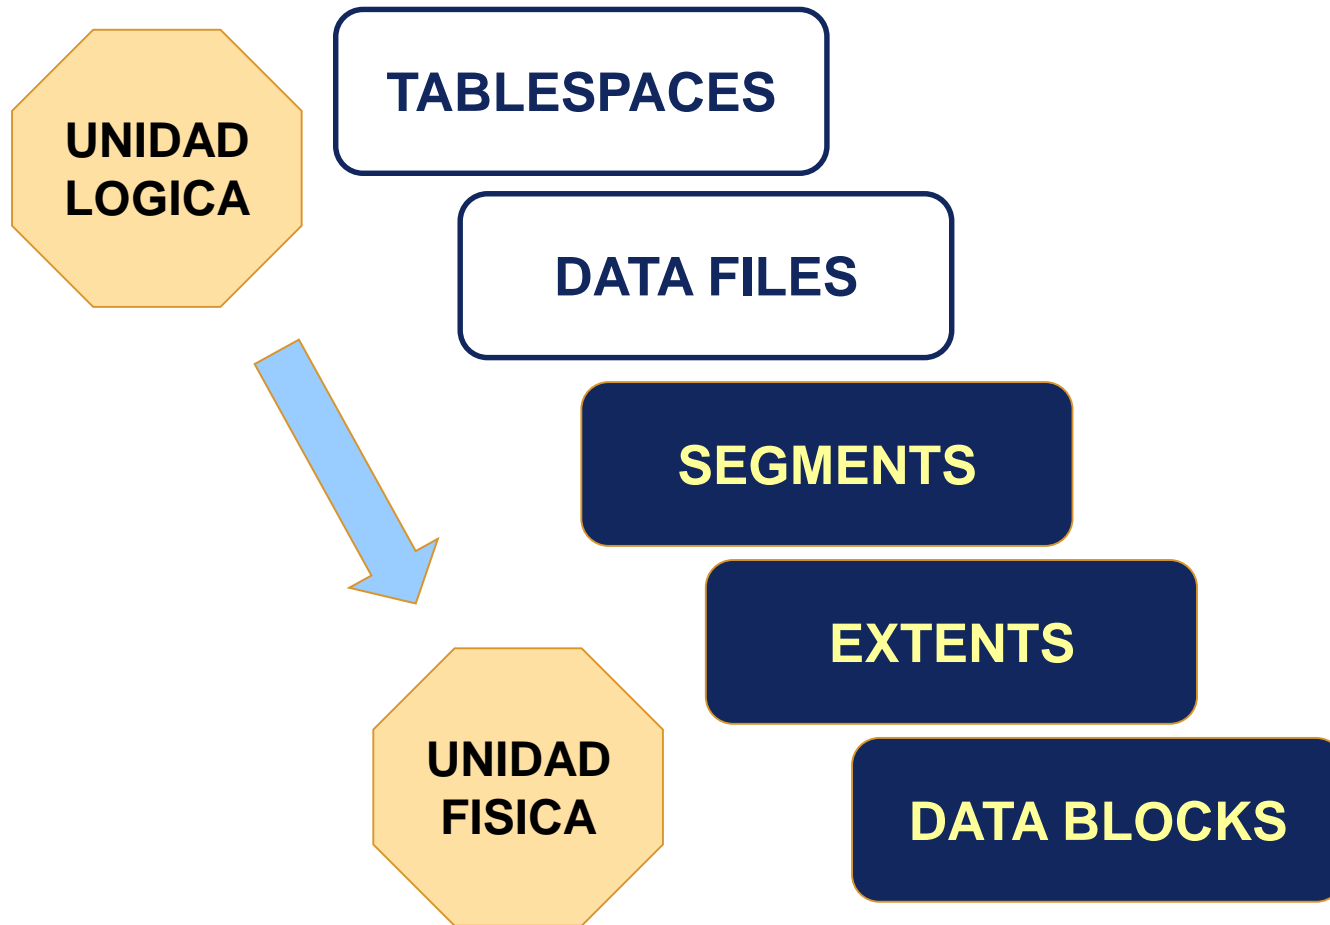 TABLESPACES
UNIDAD
LOGICA
DATA FILES
SEGMENTS
EXTENTS
UNIDAD
FISICA
DATA BLOCKS